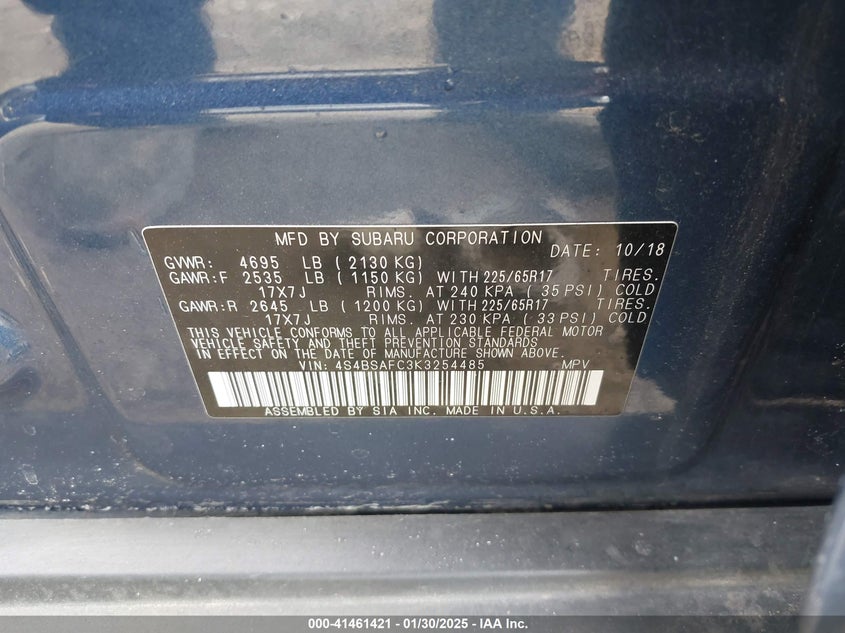 MFD BY SUBARU CORPORATION DATE: 10/18
GVWR: 4695 LB ( 2130 KG)
GAWR:F 2535 LB ( 1150 KG) WITH 225/65R17 TIRES.
17X7J RIMS. AT 240 KPA ( 35 PSI) COLD
GAWR:R 2645 LB ( 1200 KG) WITH 225/65R17 TIRES.
17X7J RIMS. AT 230 KPA ( 33 PSI) COLD
THIS VEHICLE CONFORMS TO ALL APPLICABLE FEDERAL MOTOR
VEHICLE SAFETY AND THEFT PREVENTION STANDARDS
IN EFFECT ON THE DATE OF MANUFACTURE SHOWN ABOVE.
VIN: 4S4BSAFC3K3254485 MPV
ASSEMBLED BY SIA INC. MADE IN U.S.A.
000-41461421 - 01/30/2025 - IAA Inc.